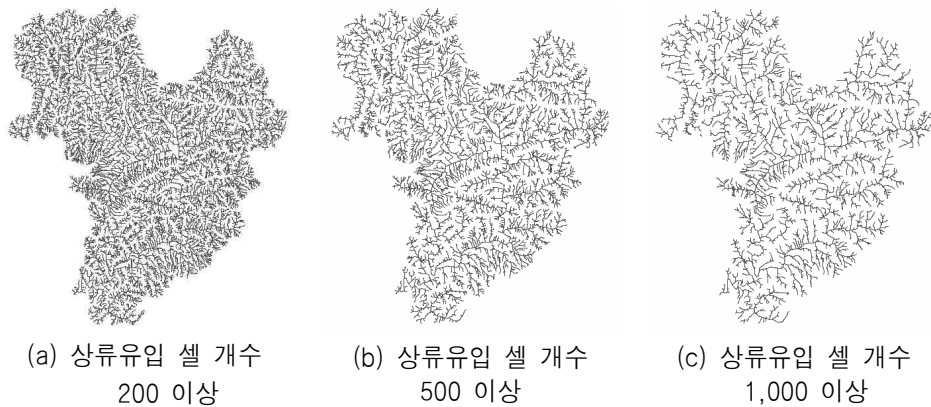 (a) 상류유입 셀 개수
200 이상
(b) 상류유입 셀 개수
500 이상
(c) 상류유입 셀 개수
1,000 이상